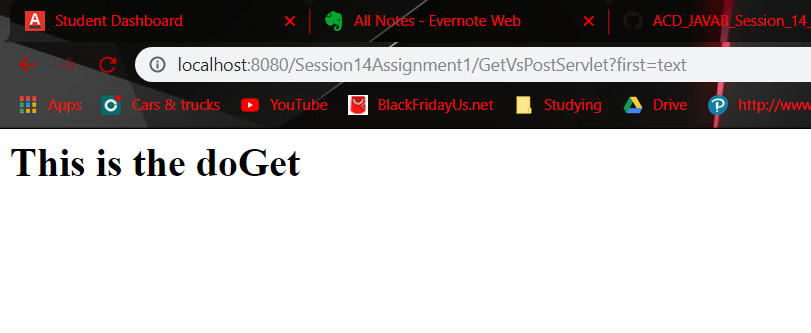 Student Dashboard All Notes - Evernote Web ACD_JAVAB_Session_14_
localhost:8080/Session14Assignment1/GetVsPostServlet?first=text
Apps Cars & trucks YouTube BlackFridayUs.net Studying Drive http://www
This is the doGet